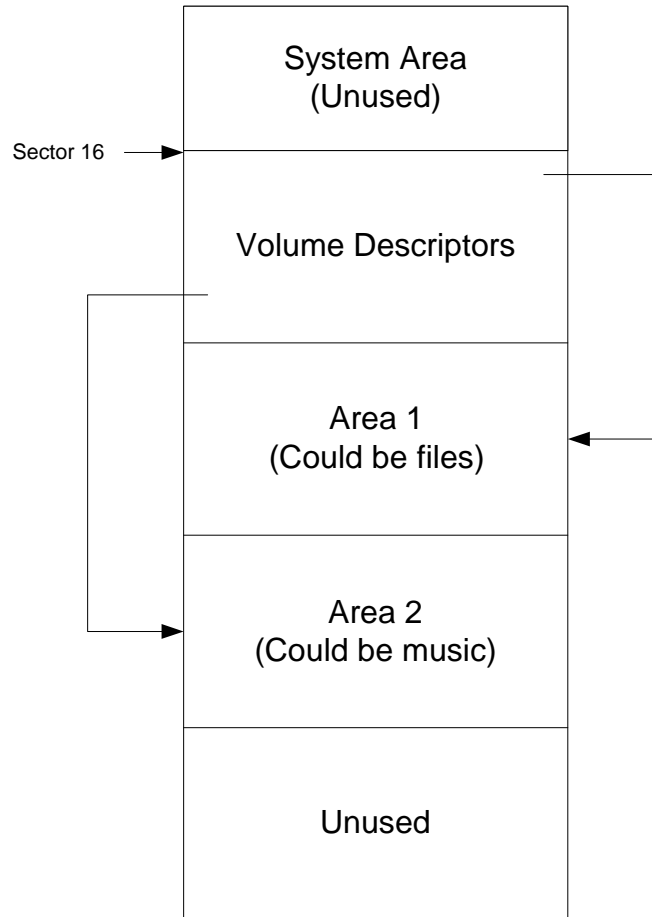 System Area
(Unused)
Sector 16
Volume Descriptors
Area 1
(Could be files)
Area 2
(Could be music)
Unused